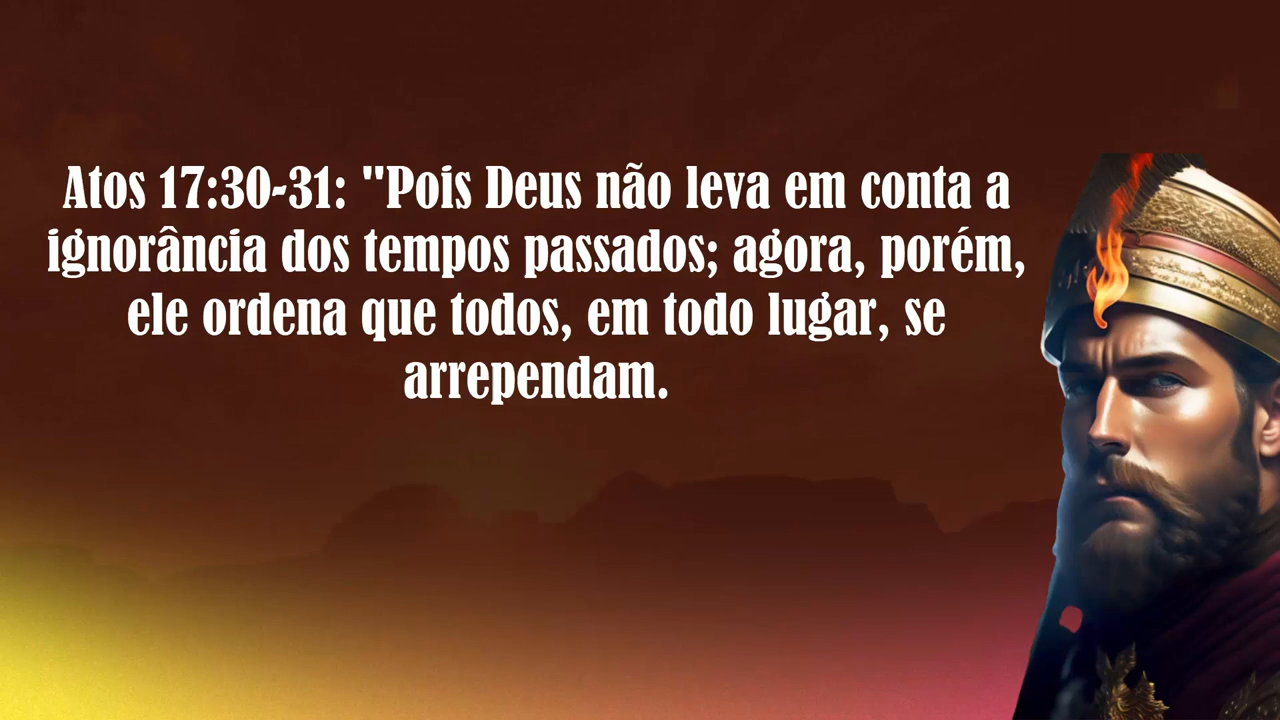 Atos 17:30-31: "Pois Deus não leva em conta a
ignorância dos tempos passados; agora, porém,
ele ordena que todos, em todo lugar, se
arrependam.